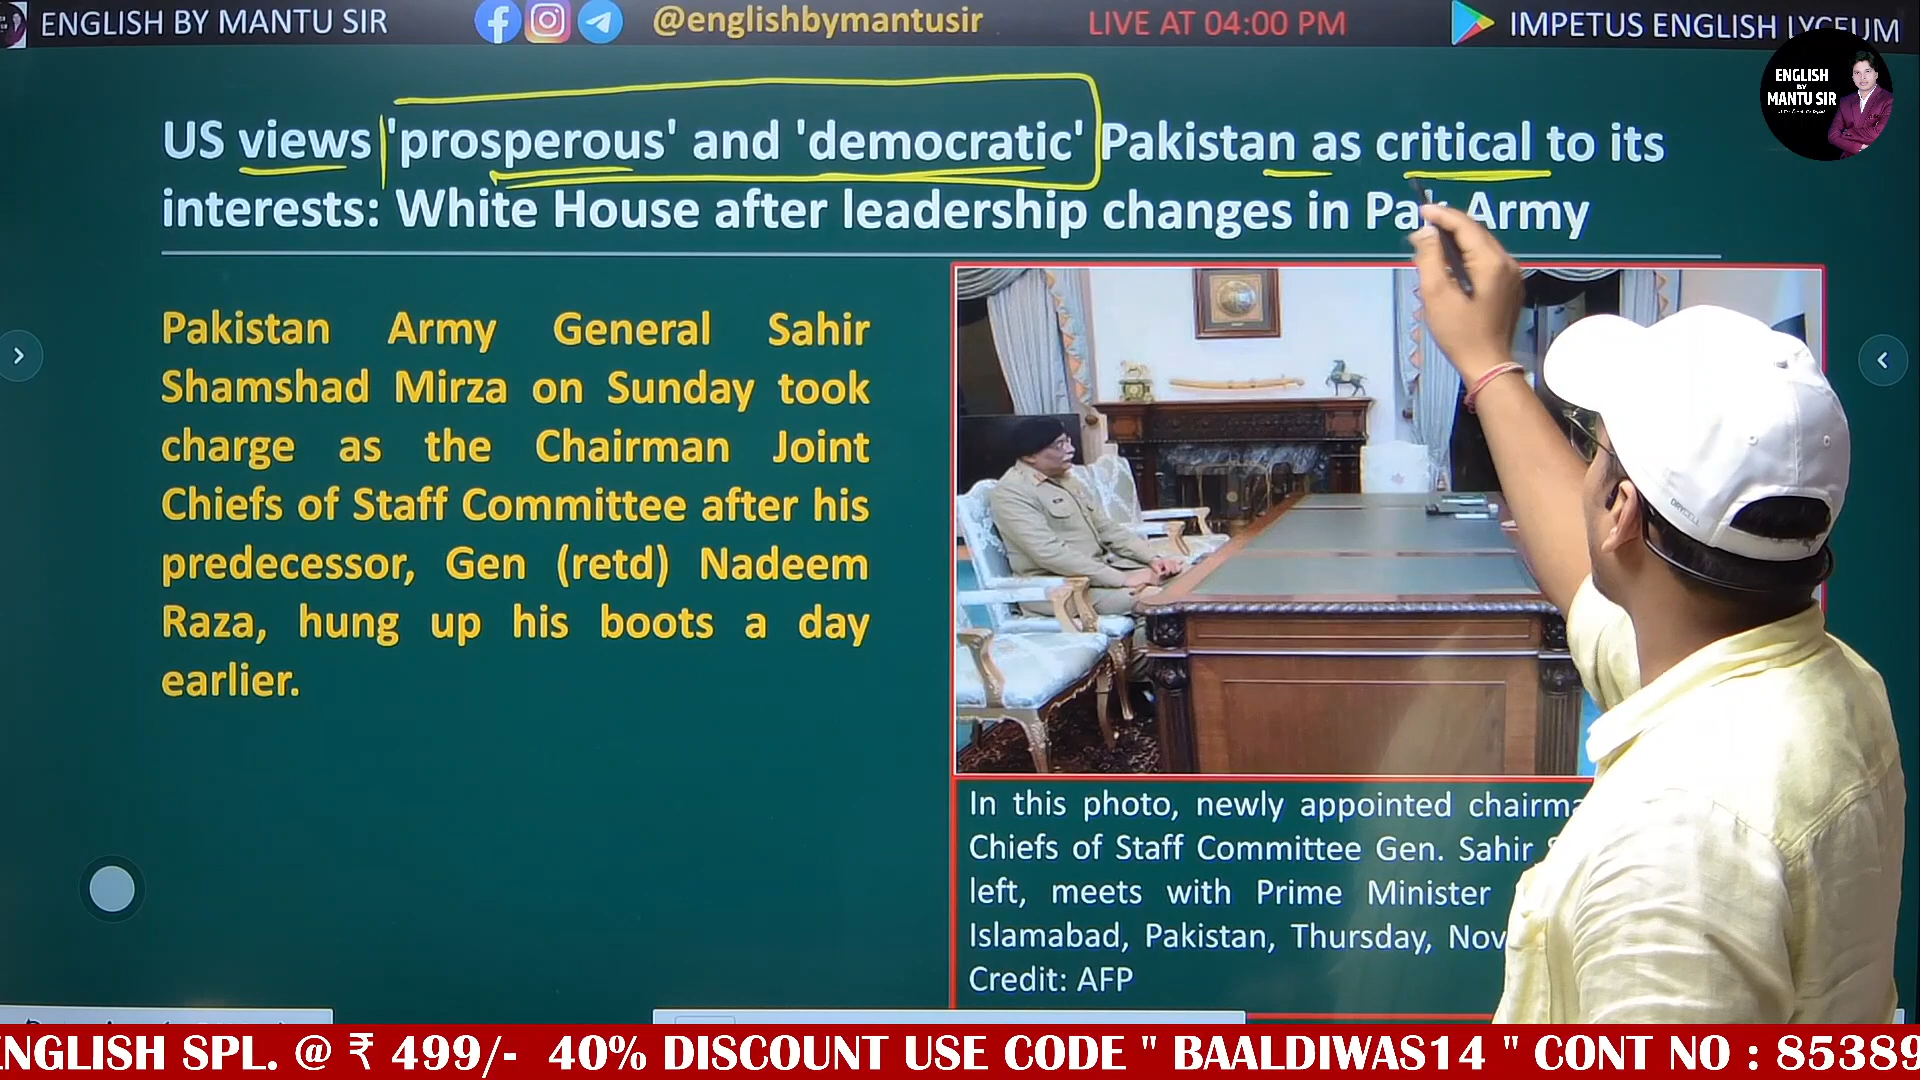 ENGLISH BY MANTU SIR
@englishbymantusir
LIVE AT 04:00 PM
IMPETUS ENGLISH LYCEUM
ENGLISH
BY
MANTU SIR
US views 'prosperous' and 'democratic' Pakistan as critical to its
interests: White House after leadership changes in Pak Army
Pakistan Army General Sahir
Shamshad Mirza on Sunday took
charge as the Chairman Joint
Chiefs of Staff Committee after his
predecessor, Gen (retd) Nadeem
Raza, hung up his boots a day
earlier.
In this photo, newly appointed
Chiefs of Staff Committee Gen. Sahir
left, meets with Prime Minister
Islamabad, Pakistan, Thursday, Nov
Credit: AFP
ENGLISH SPL. @ ₹ 499/- 40% DISCOUNT USE CODE " BAALDIWAS14 " CONT NO : 85389